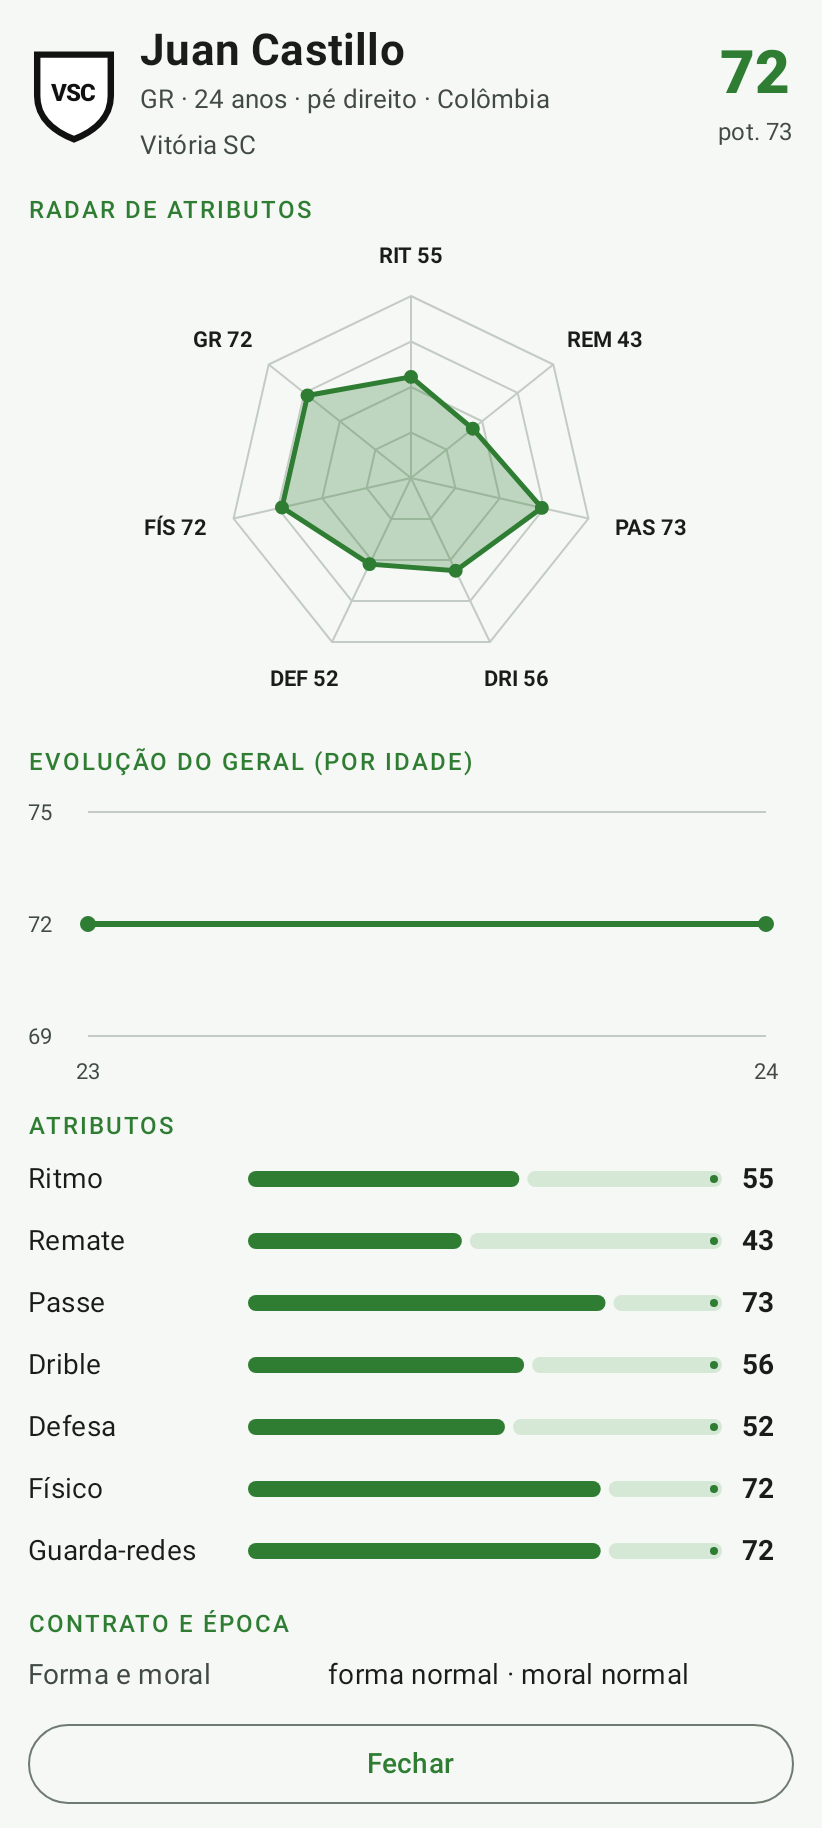 VSC
Juan Castillo
GR · 24 anos · pé direito · Colômbia
Vitória SC
72
pot. 73
RADAR DE ATRIBUTOS
RIT 55
GR 72
REM 43
FÍS 72
PAS 73
DEF 52
DRI 56
EVOLUÇÃO DO GERAL (POR IDADE)
75
72
69
23
24
ATRIBUTOS
Ritmo 55
Remate 43
Passe 73
Drible 56
Defesa 52
Físico 72
Guarda-redes 72
CONTRATO E ÉPOCA
Forma e moral forma normal · moral normal
Fechar